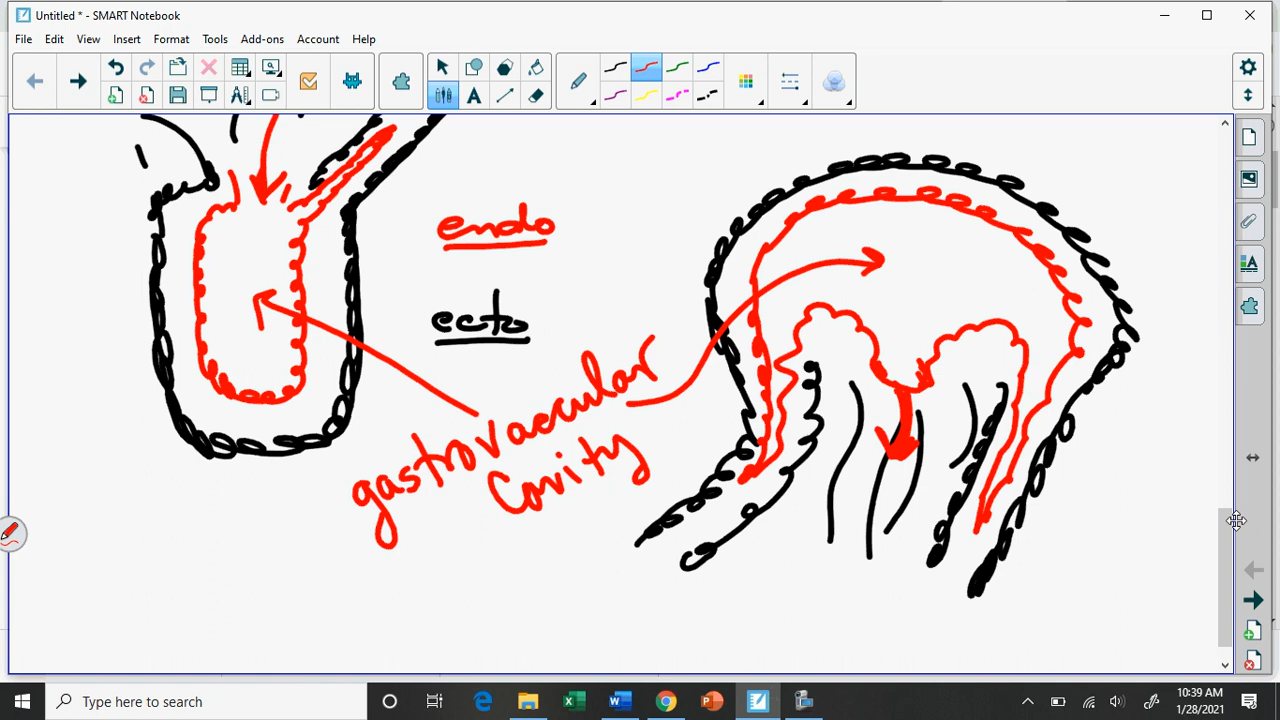 Untitled * - SMART Notebook
File Edit View Insert Format Tools Add-ons Account Help
endo
ecto
gastrovaccular
cavity
Type here to search
10:39 AM
1/28/2021